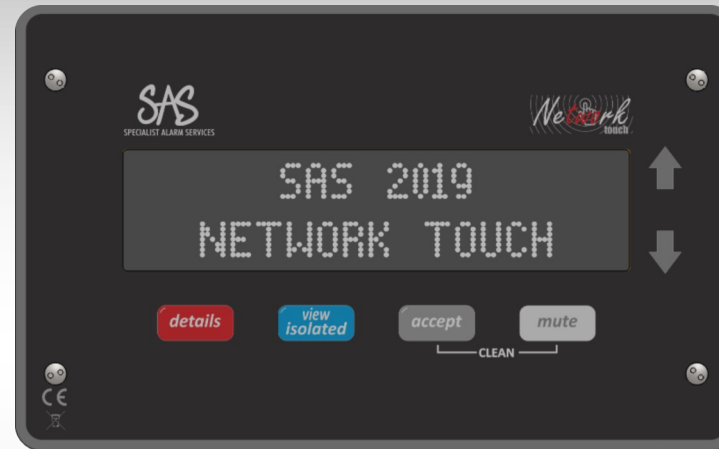 SAS
SPECIALIST ALARM SERVICES
Network
touch
SAS 2019
NETWORK TOUCH
details
view
isolated
accept
mute
CLEAN
CE